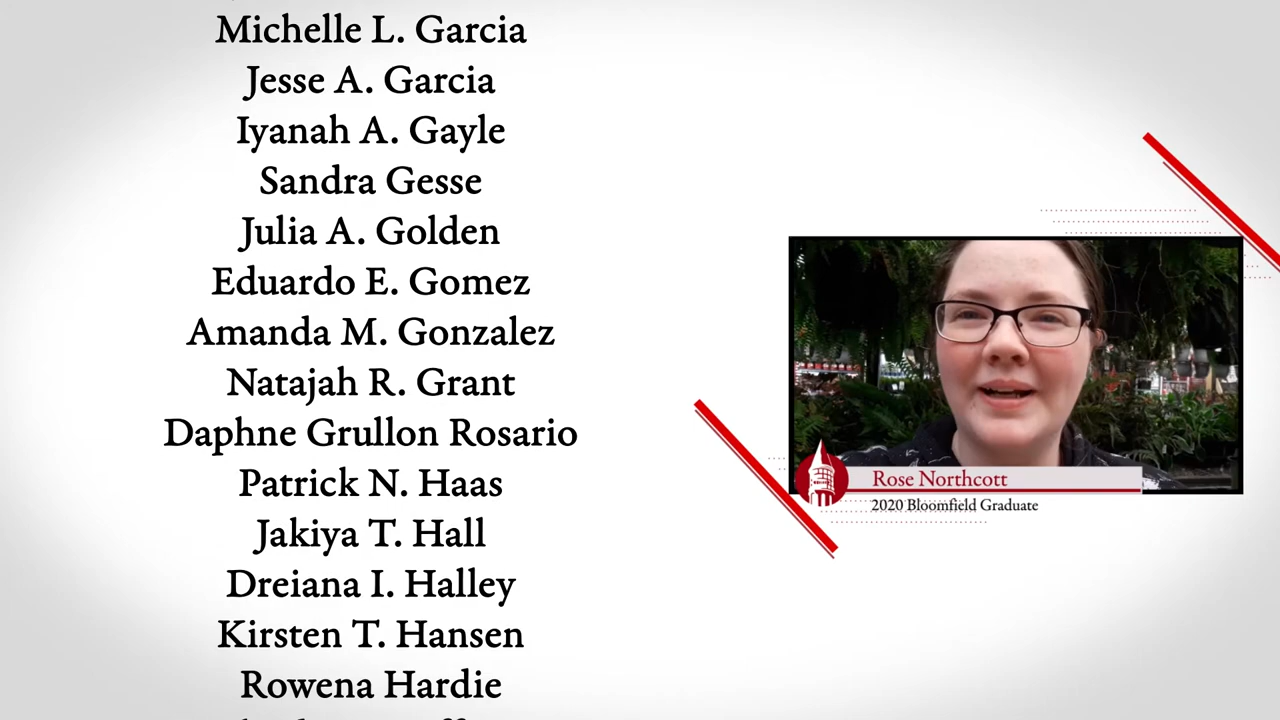 Michelle L. Garcia
Jesse A. Garcia
Iyanah A. Gayle
Sandra Gesse
Julia A. Golden
Eduardo E. Gomez
Amanda M. Gonzalez
Natajah R. Grant
Daphne Grullon Rosario
Patrick N. Haas
Jakiya T. Hall
Dreiana I. Halley
Kirsten T. Hansen
Rowena Hardie
Rose Northcott
2020 Bloomfield Graduate